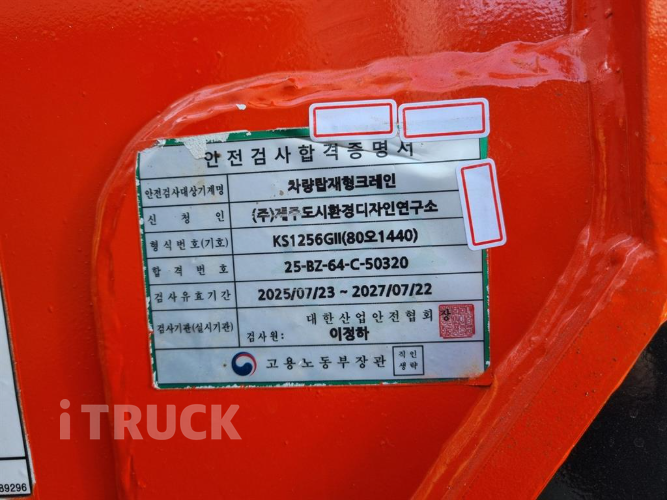 안전검사합격증명서
안전검사대상기계명 차량탑재형크레인
신청인 (주)제주도시환경디자인연구소
형식번호(기호) KS1256GII(80오1440)
합격번호 25-BZ-64-C-50320
검사유효기간 2025/07/23 ~ 2027/07/22
검사기관(실시기관) 대한산업안전협회장
검사원: 이정하
고용노동부장관 직인생략
iTRUCK
89296